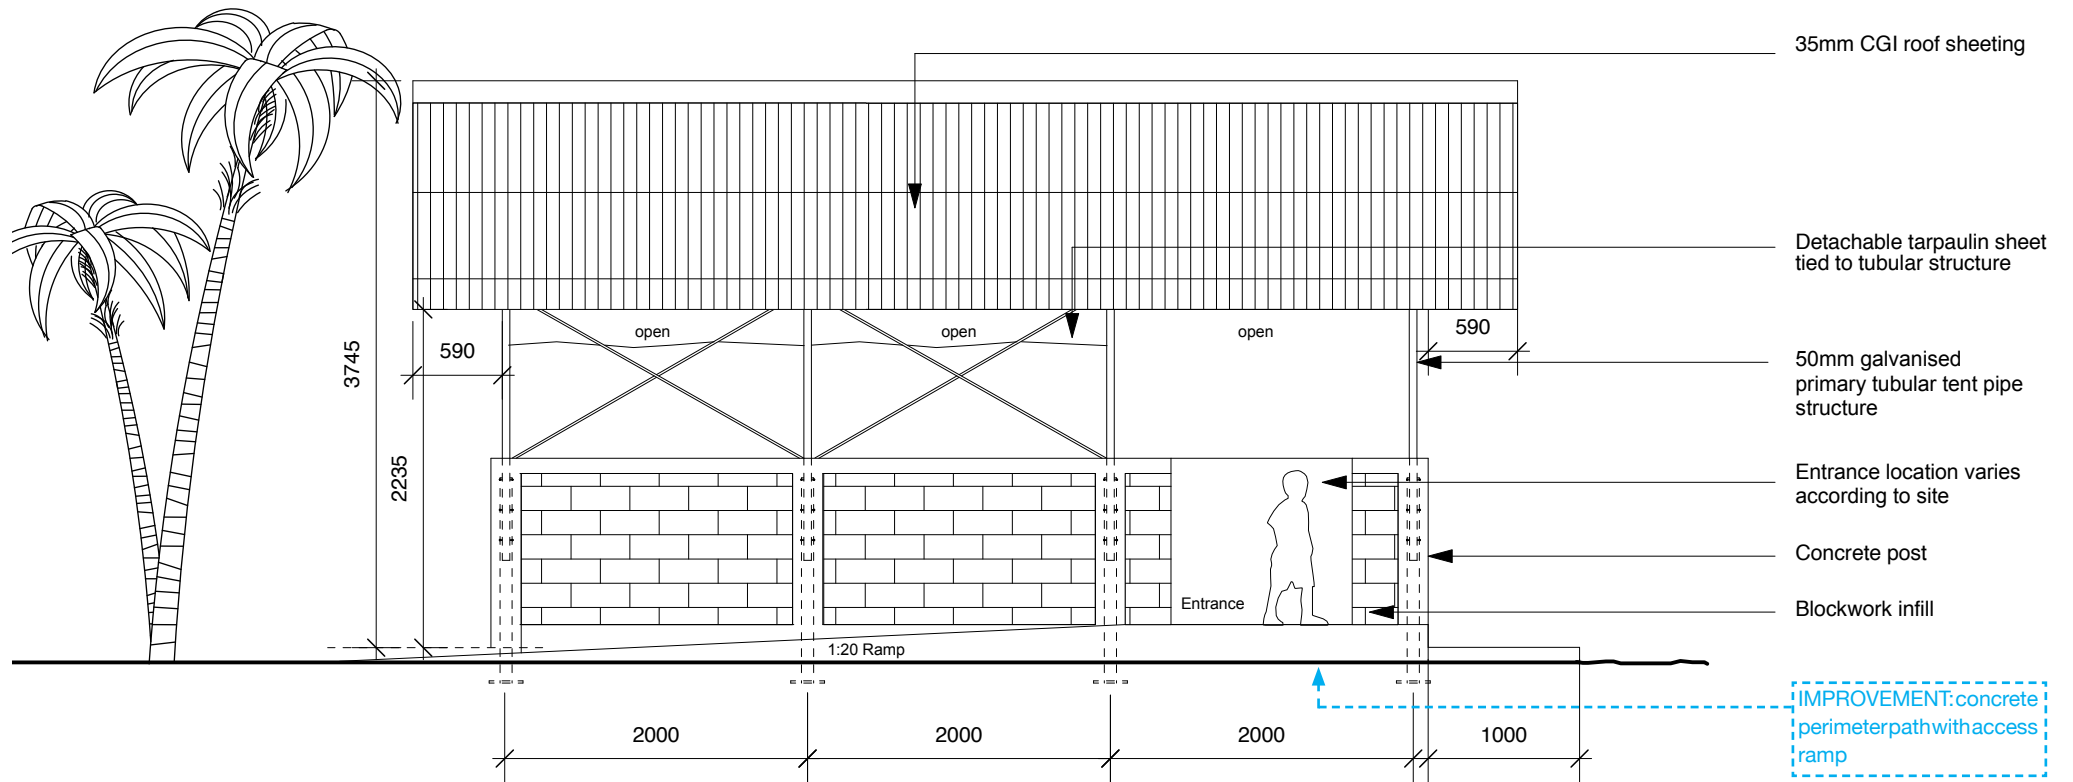 35mm CGI roof sheeting
Detachable tarpaulin sheet
tied to tubular structure
open
open
open
590
590
3745
2235
50mm galvanised
primary tubular tent pipe
structure
Entrance location varies
according to site
Concrete post
Entrance
Blockwork infill
1:20 Ramp
IMPROVEMENT:concrete
perimeterpathwithaccess
ramp
2000
2000
2000
1000